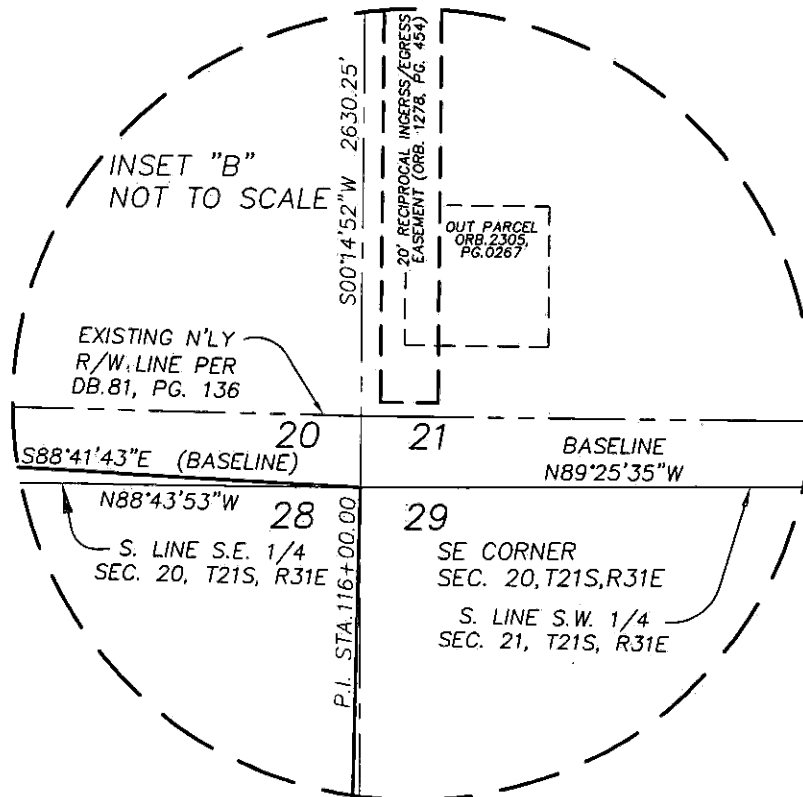 INSET "B"
NOT TO SCALE
S00°14'52"W 2630.25'
20' RECIPROCAL INGERSS/EGRESS
EASEMENT (ORB. 1278, PG. 454)
OUT PARCEL
ORB.2305,
PG.0267
EXISTING N'LY
R/W LINE PER
DB.81, PG. 136
20
21
S88°41'43"E (BASELINE)
BASELINE
N89°25'35"W
N88°43'53"W
28
29
S. LINE S.E. 1/4
SEC. 20, T21S, R31E
SE CORNER
SEC. 20,T21S,R31E
S. LINE S.W. 1/4
SEC. 21, T21S, R31E
P.I. STA.116+00.00